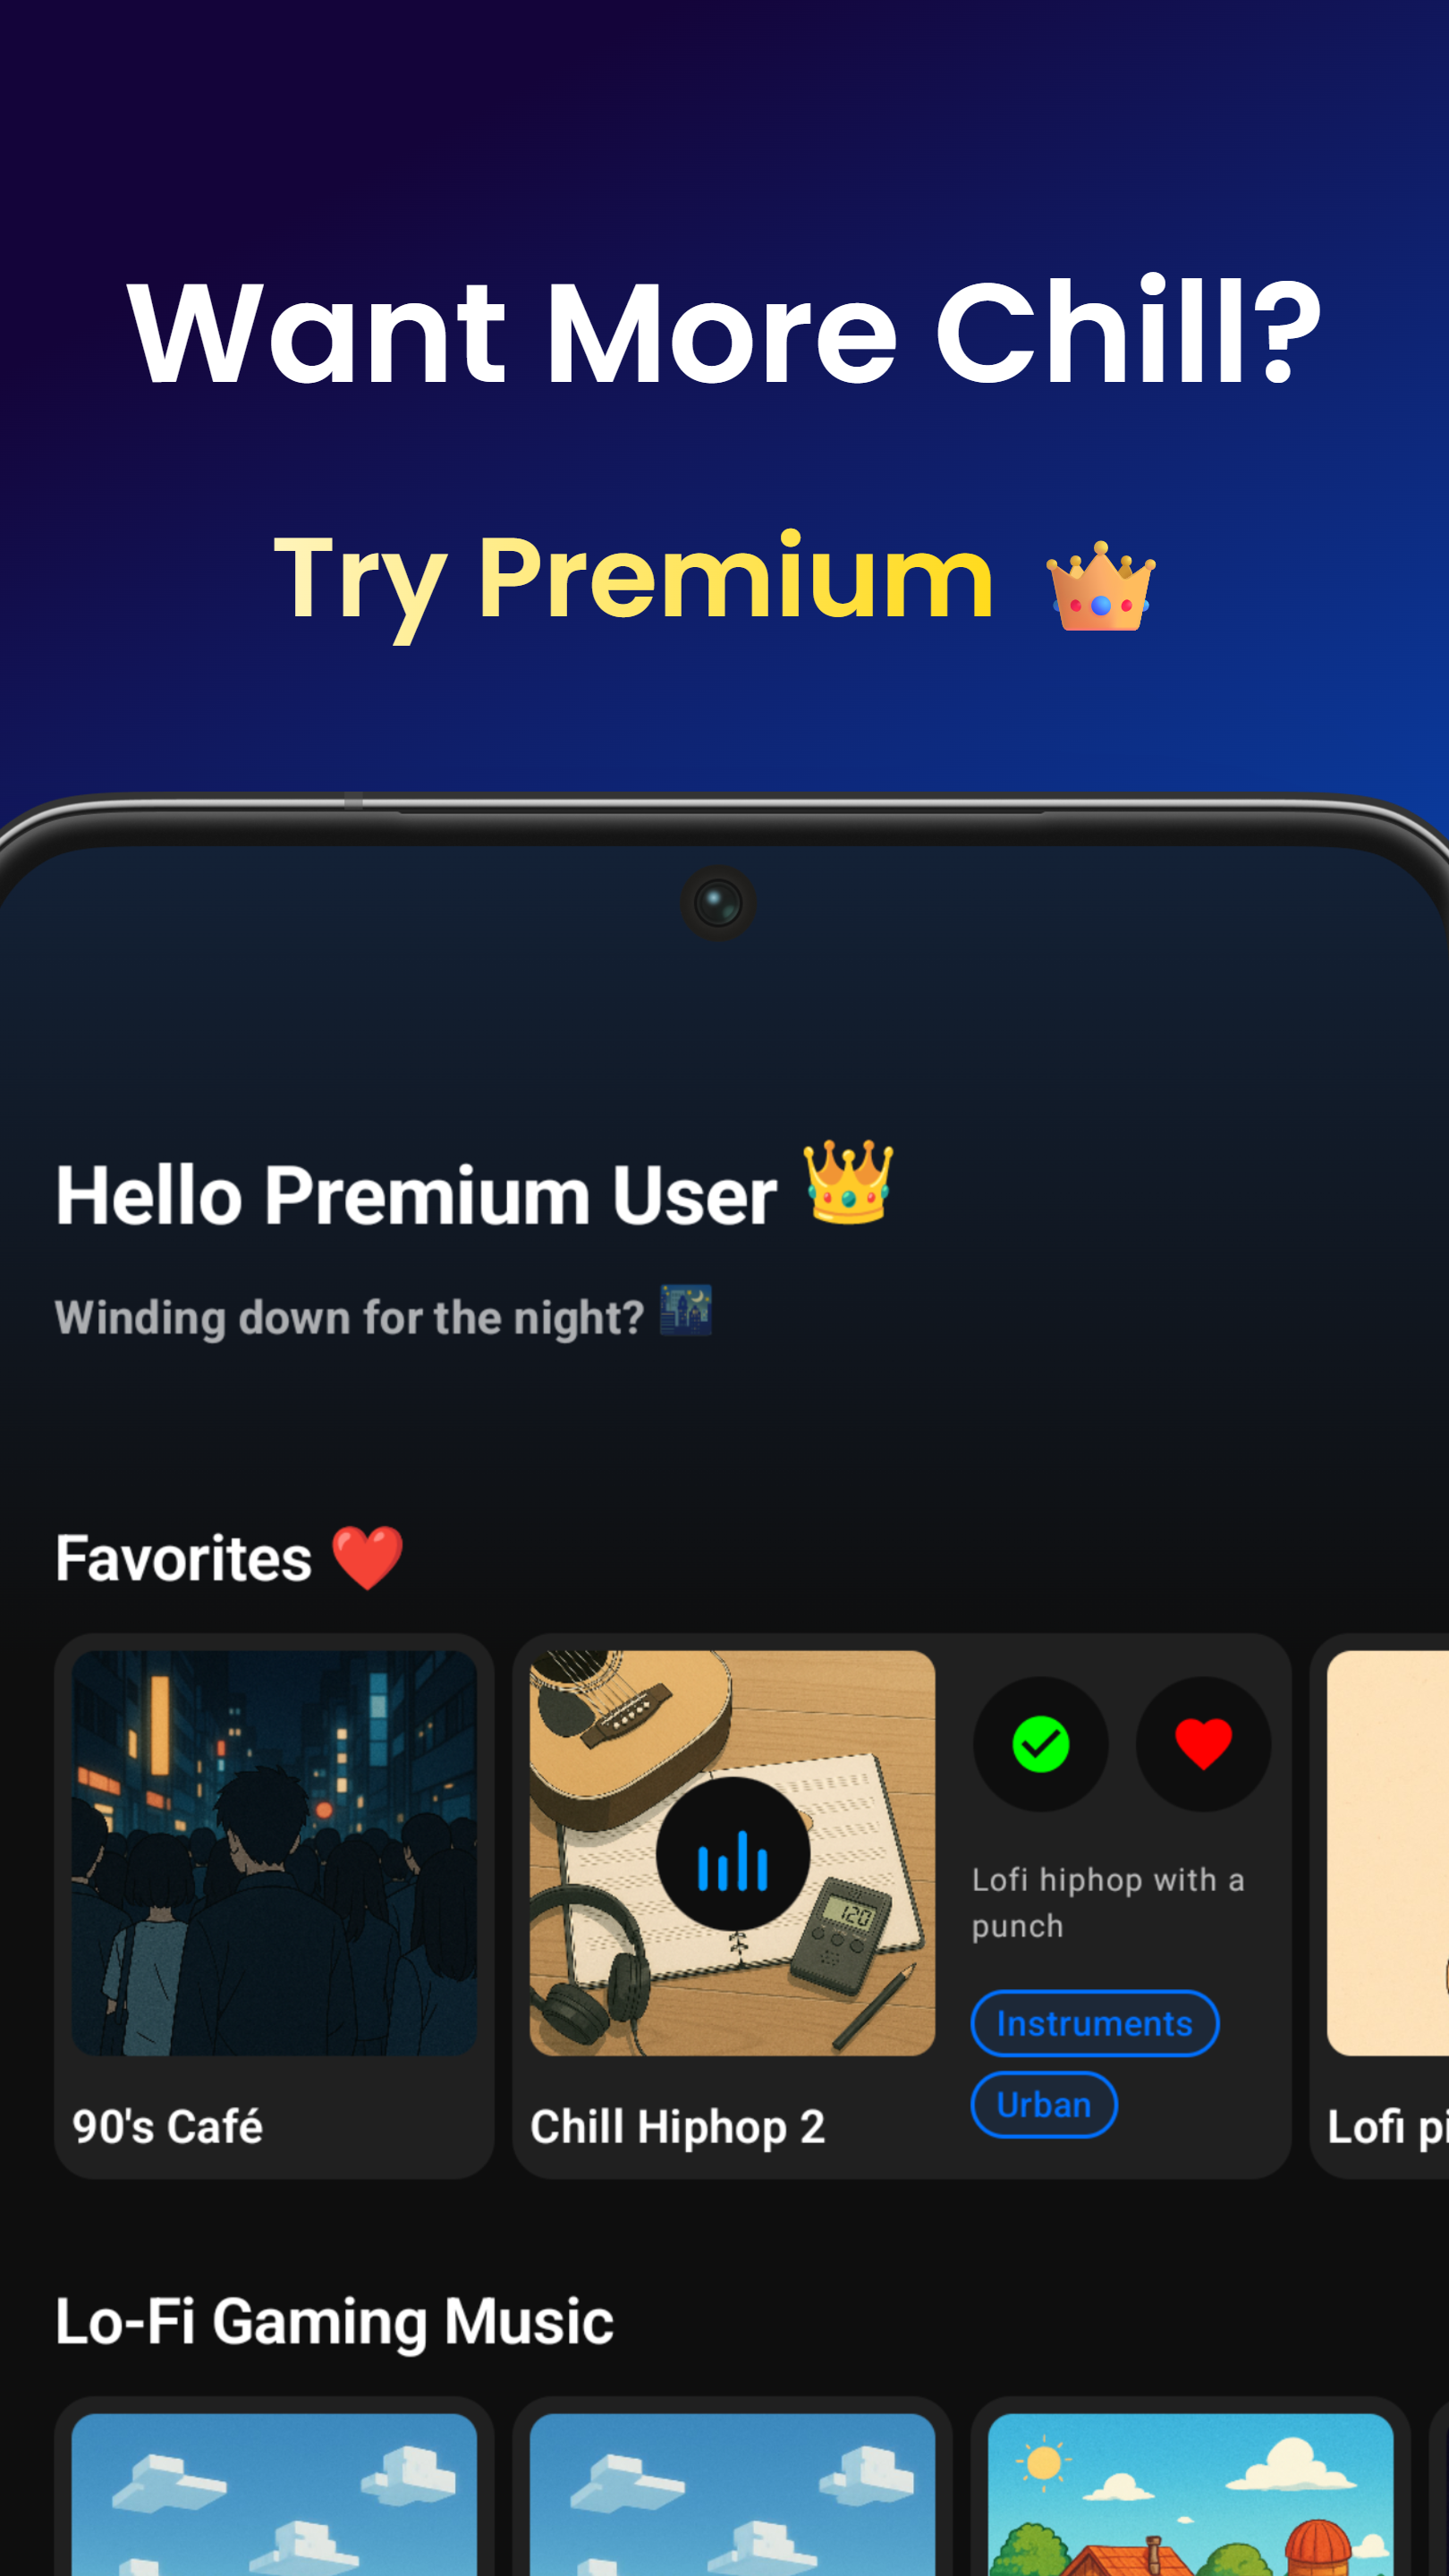 Want More Chill?
Try Premium 👑
Hello Premium User 👑
Winding down for the night? 🌃
Favorites ❤️
120
Lofi hiphop with a
punch
Instruments
Urban
90's Café
Chill Hiphop 2
Lofi pi
Lo-Fi Gaming Music